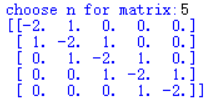 choose n for matrix:5
[[-2.  1.  0.  0.  0.]
 [ 1. -2.  1.  0.  0.]
 [ 0.  1. -2.  1.  0.]
 [ 0.  0.  1. -2.  1.]
 [ 0.  0.  0.  1. -2.]]